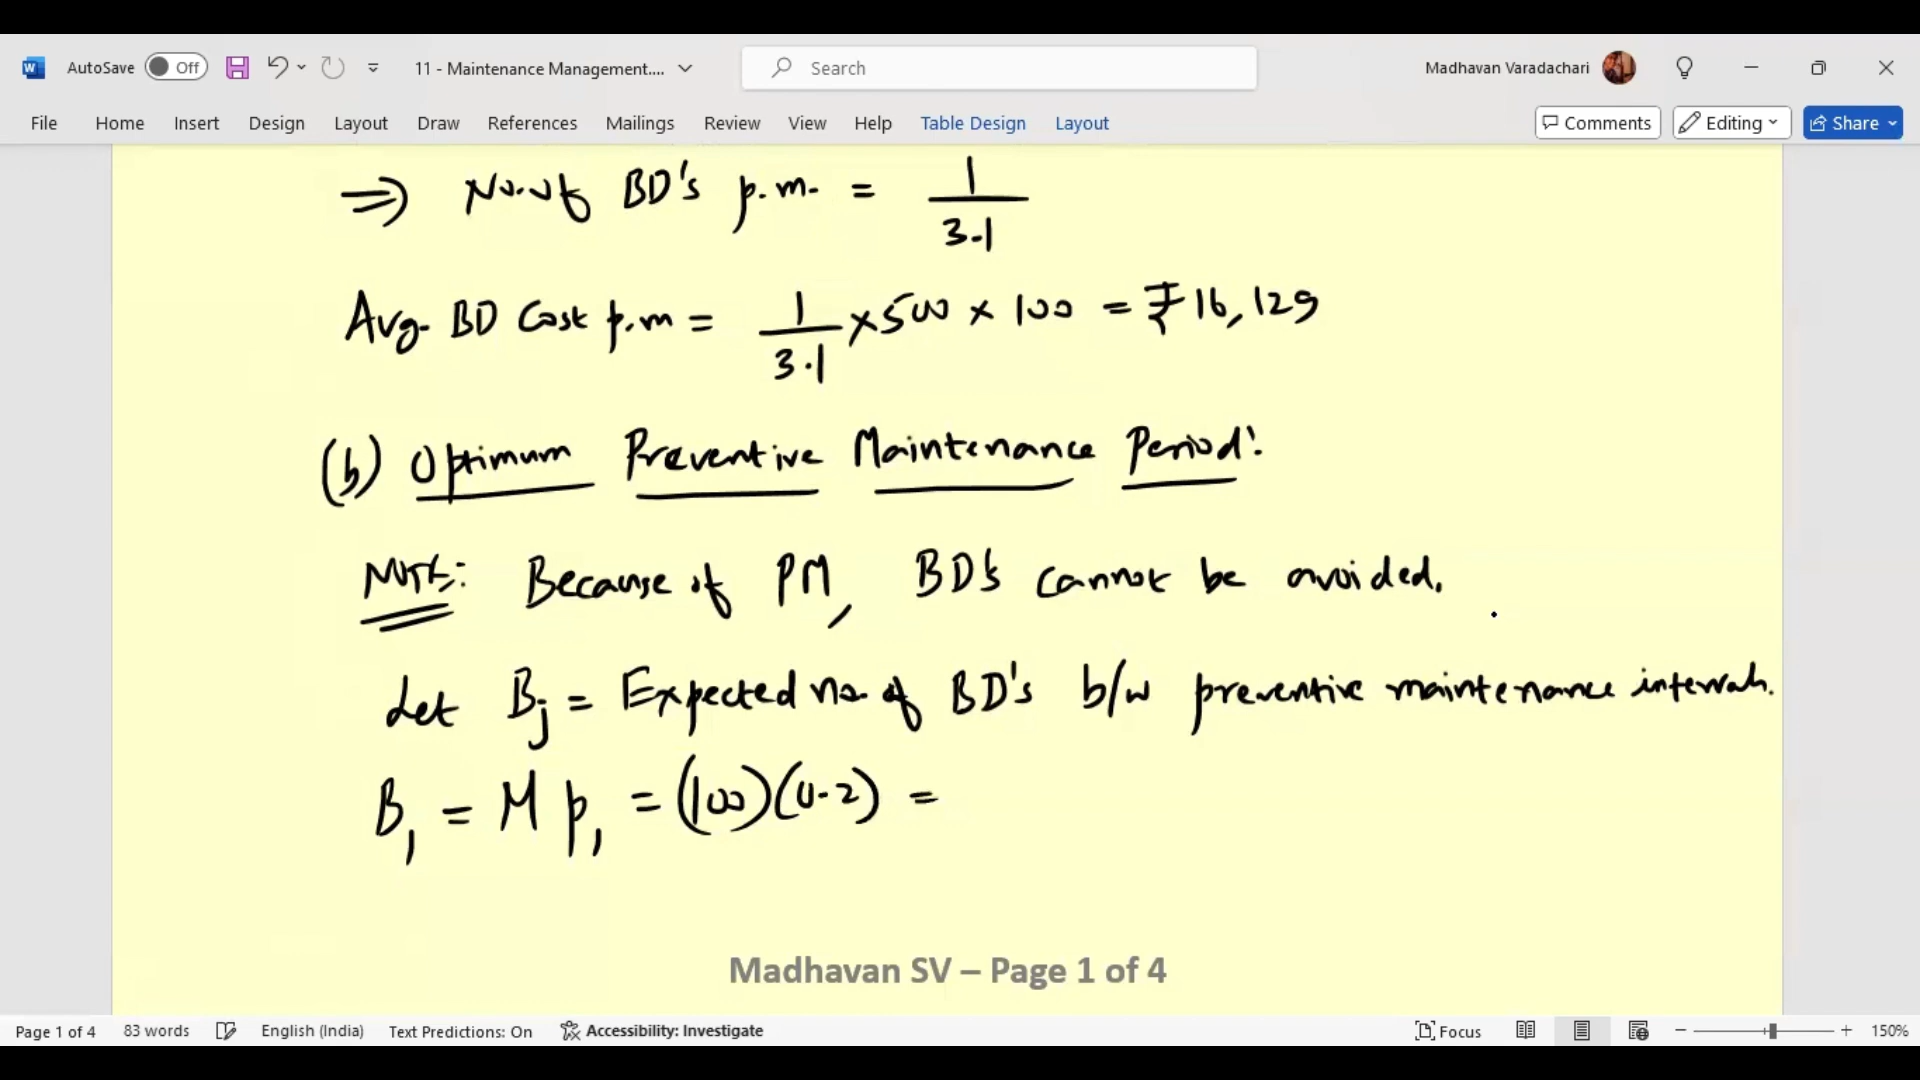 AutoSave Off 11 - Maintenance Management.... Search Madhavan Varadachari
File Home Insert Design Layout Draw References Mailings Review View Help Table Design Layout Comments Editing Share
⇒ No. of BD's p.m. = 1/3.1
Avg. BD Cost p.m = 1/3.1 × 500 × 100 = ₹ 16,129
(b) Optimum Preventive Maintenance Period:
Note: Because of PM, BD's cannot be avoided.
Let Bj = Expected no. of BD's b/w preventive maintenance intervals.
B1 = M p1 = (100)(0.2) =
Madhavan SV – Page 1 of 4
Page 1 of 4 83 words English (India) Text Predictions: On Accessibility: Investigate Focus 150%